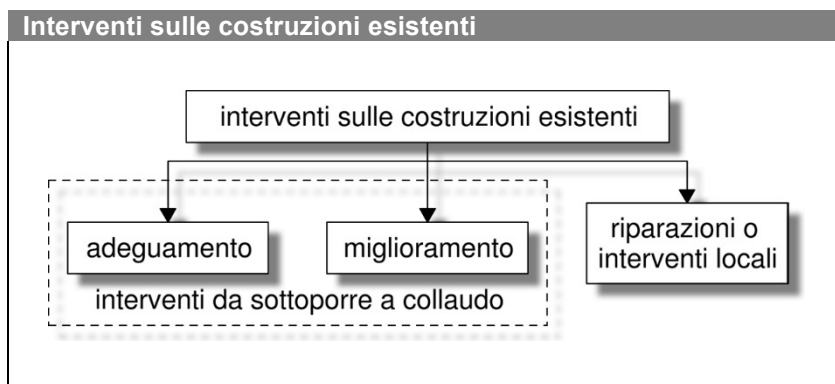 Interventi sulle costruzioni esistenti
interventi sulle costruzioni esistenti
adeguamento
miglioramento
riparazioni o
interventi locali
interventi da sottoporre a collaudo